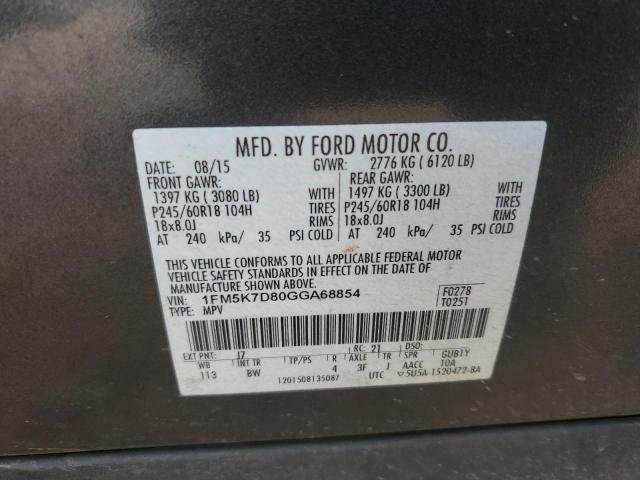 MFD. BY FORD MOTOR CO.
DATE: 08/15 GVWR: 2776 KG ( 6120 LB)
FRONT GAWR: REAR GAWR:
1397 KG ( 3080 LB) WITH 1497 KG ( 3300 LB) WITH
P245/60R18 104H TIRES P245/60R18 104H TIRES
18x8.0J RIMS 18x8.0J RIMS
AT 240 kPa/ 35 PSI COLD AT 240 kPa/ 35 PSI COLD
THIS VEHICLE CONFORMS TO ALL APPLICABLE FEDERAL MOTOR
VEHICLE SAFETY STANDARDS IN EFFECT ON THE DATE OF
MANUFACTURE SHOWN ABOVE.
VIN: 1FM5K7D80GGA68854 F0278
TYPE: MPV T0251
EXT PNT: J7 RC: 21 DSO:
WB INT TR TP/PS R AXLE TR SPR GUB1Y
113 BW 4 3F J AACC 10A
1201508135087 UTC 5U5A-1520472-BA